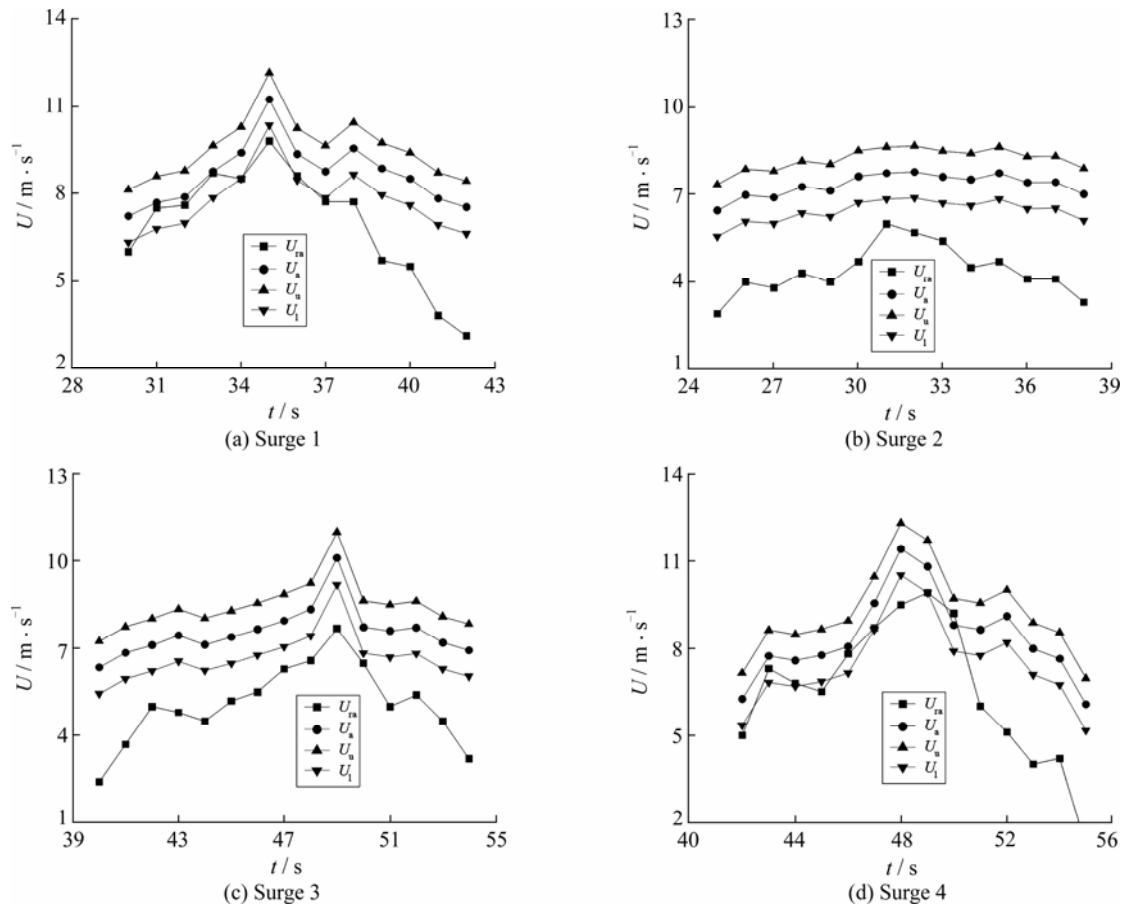 14
11
8
5
2
U / m · s⁻¹
U_ra
U_a
U_u
U_l
28 31 34 37 40 43
t / s
(a) Surge 1
13
10
7
4
1
U / m · s⁻¹
U_ra
U_a
U_u
U_l
24 27 30 33 36 39
t / s
(b) Surge 2
13
10
7
4
1
U / m · s⁻¹
U_ra
U_a
U_u
U_l
39 43 47 51 55
t / s
(c) Surge 3
14
11
8
5
2
U / m · s⁻¹
U_ra
U_a
U_u
U_l
40 44 48 52 56
t / s
(d) Surge 4